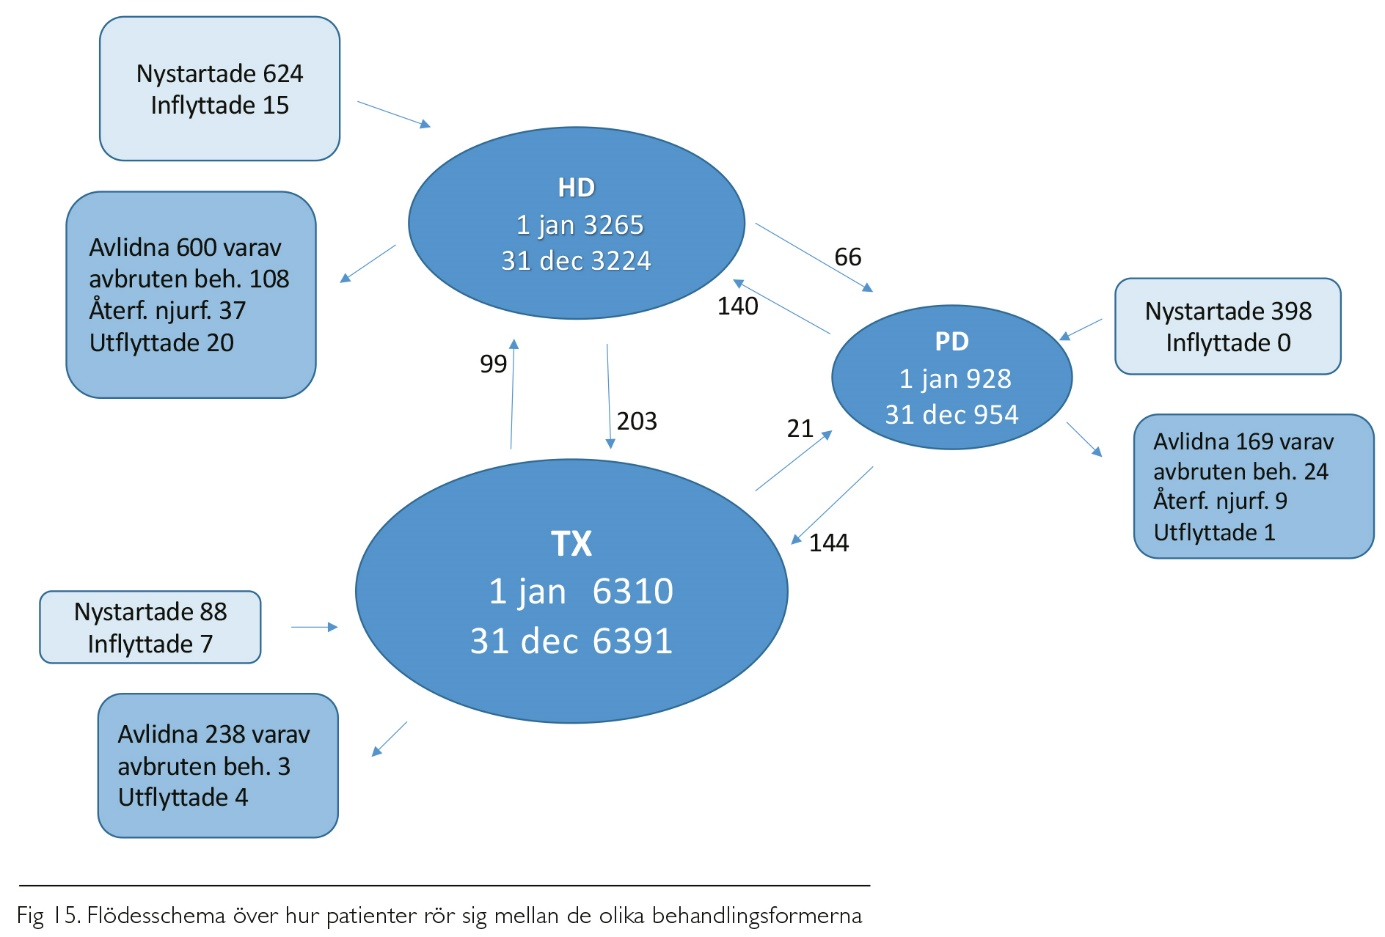 Nystartade 624
Inflyttade 15
Avlidna 600 varav
avbruten beh. 108
Återf. njurf. 37
Utflyttade 20
HD
1 jan 3265
31 dec 3224
66
140
99
203
PD
1 jan 928
31 dec 954
Nystartade 398
Inflyttade 0
Avlidna 169 varav
avbruten beh. 24
Återf. njurf. 9
Utflyttade 1
21
144
TX
1 jan 6310
31 dec 6391
Nystartade 88
Inflyttade 7
Avlidna 238 varav
avbruten beh. 3
Utflyttade 4
Fig 15. Flödesschema över hur patienter rör sig mellan de olika behandlingsformerna